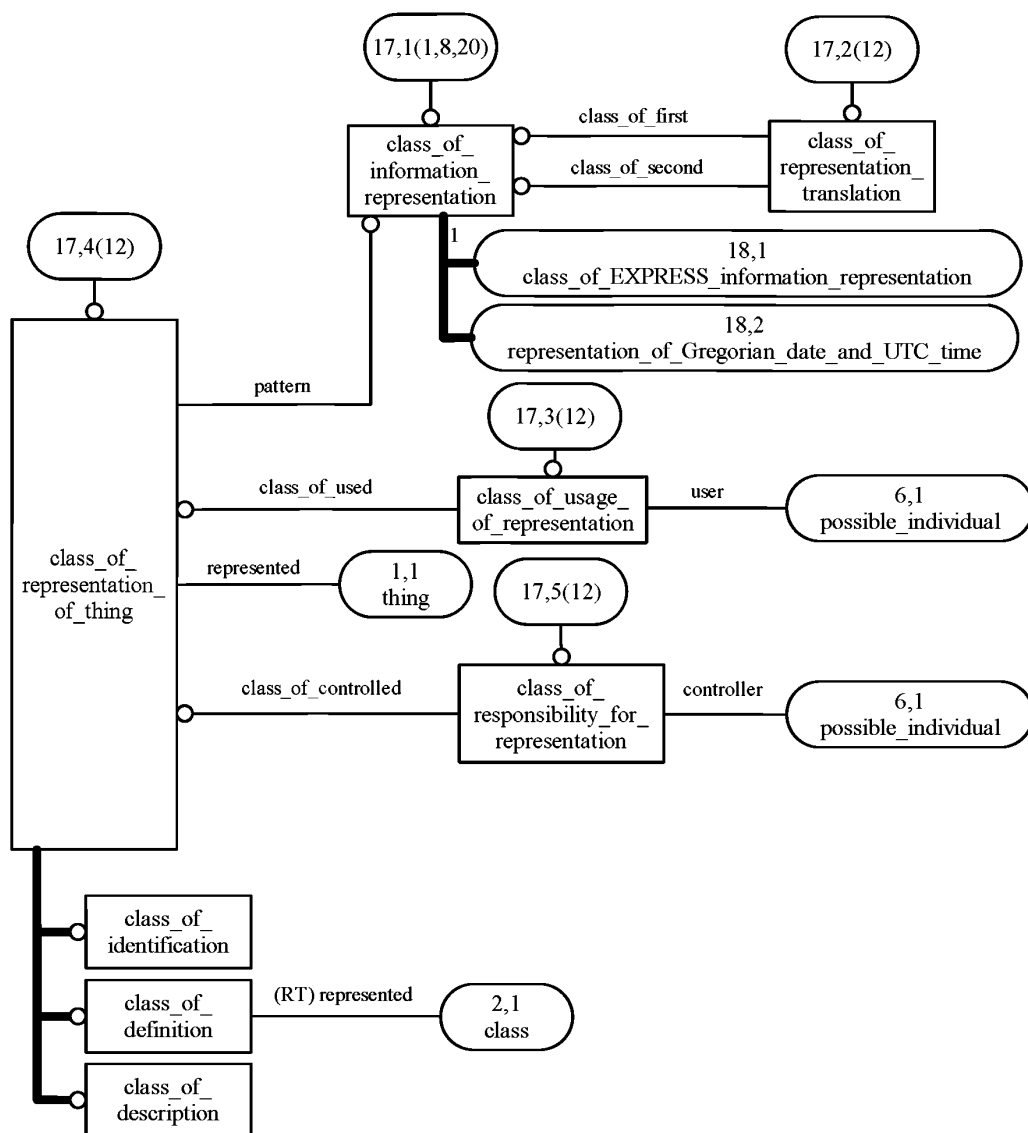 17,1(1,8,20)
17,2(12)
class_of_first
class_of_
information_
representation
class_of_
representation_
translation
class_of_second
17,4(12)
1
18,1
class_of_EXPRESS_information_representation
18,2
representation_of_Gregorian_date_and_UTC_time
pattern
17,3(12)
class_of_used
class_of_usage_
of_representation
user
6,1
possible_individual
class_of_
representation_
of_thing
represented
1,1
thing
17,5(12)
class_of_controlled
class_of_
responsibility_for_
representation
controller
6,1
possible_individual
class_of_
identification
class_of_
definition
(RT) represented
2,1
class
class_of_
description